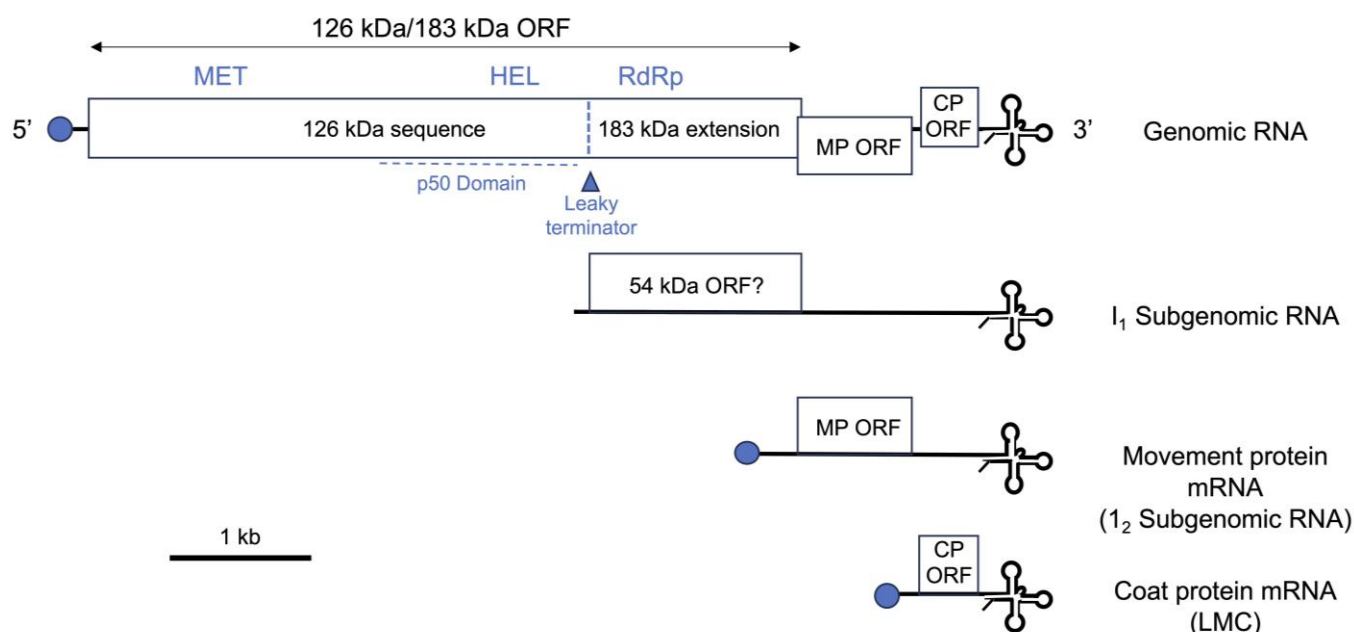 126 kDa/183 kDa ORF
MET HEL RdRp
5’ 126 kDa sequence 183 kDa extension MP ORF CP
ORF 3’ Genomic RNA
p50 Domain
Leaky
terminator
54 kDa ORF?
I₁ Subgenomic RNA
MP ORF
Movement protein
mRNA
(1₂ Subgenomic RNA)
1 kb
CP
ORF
Coat protein mRNA
(LMC)